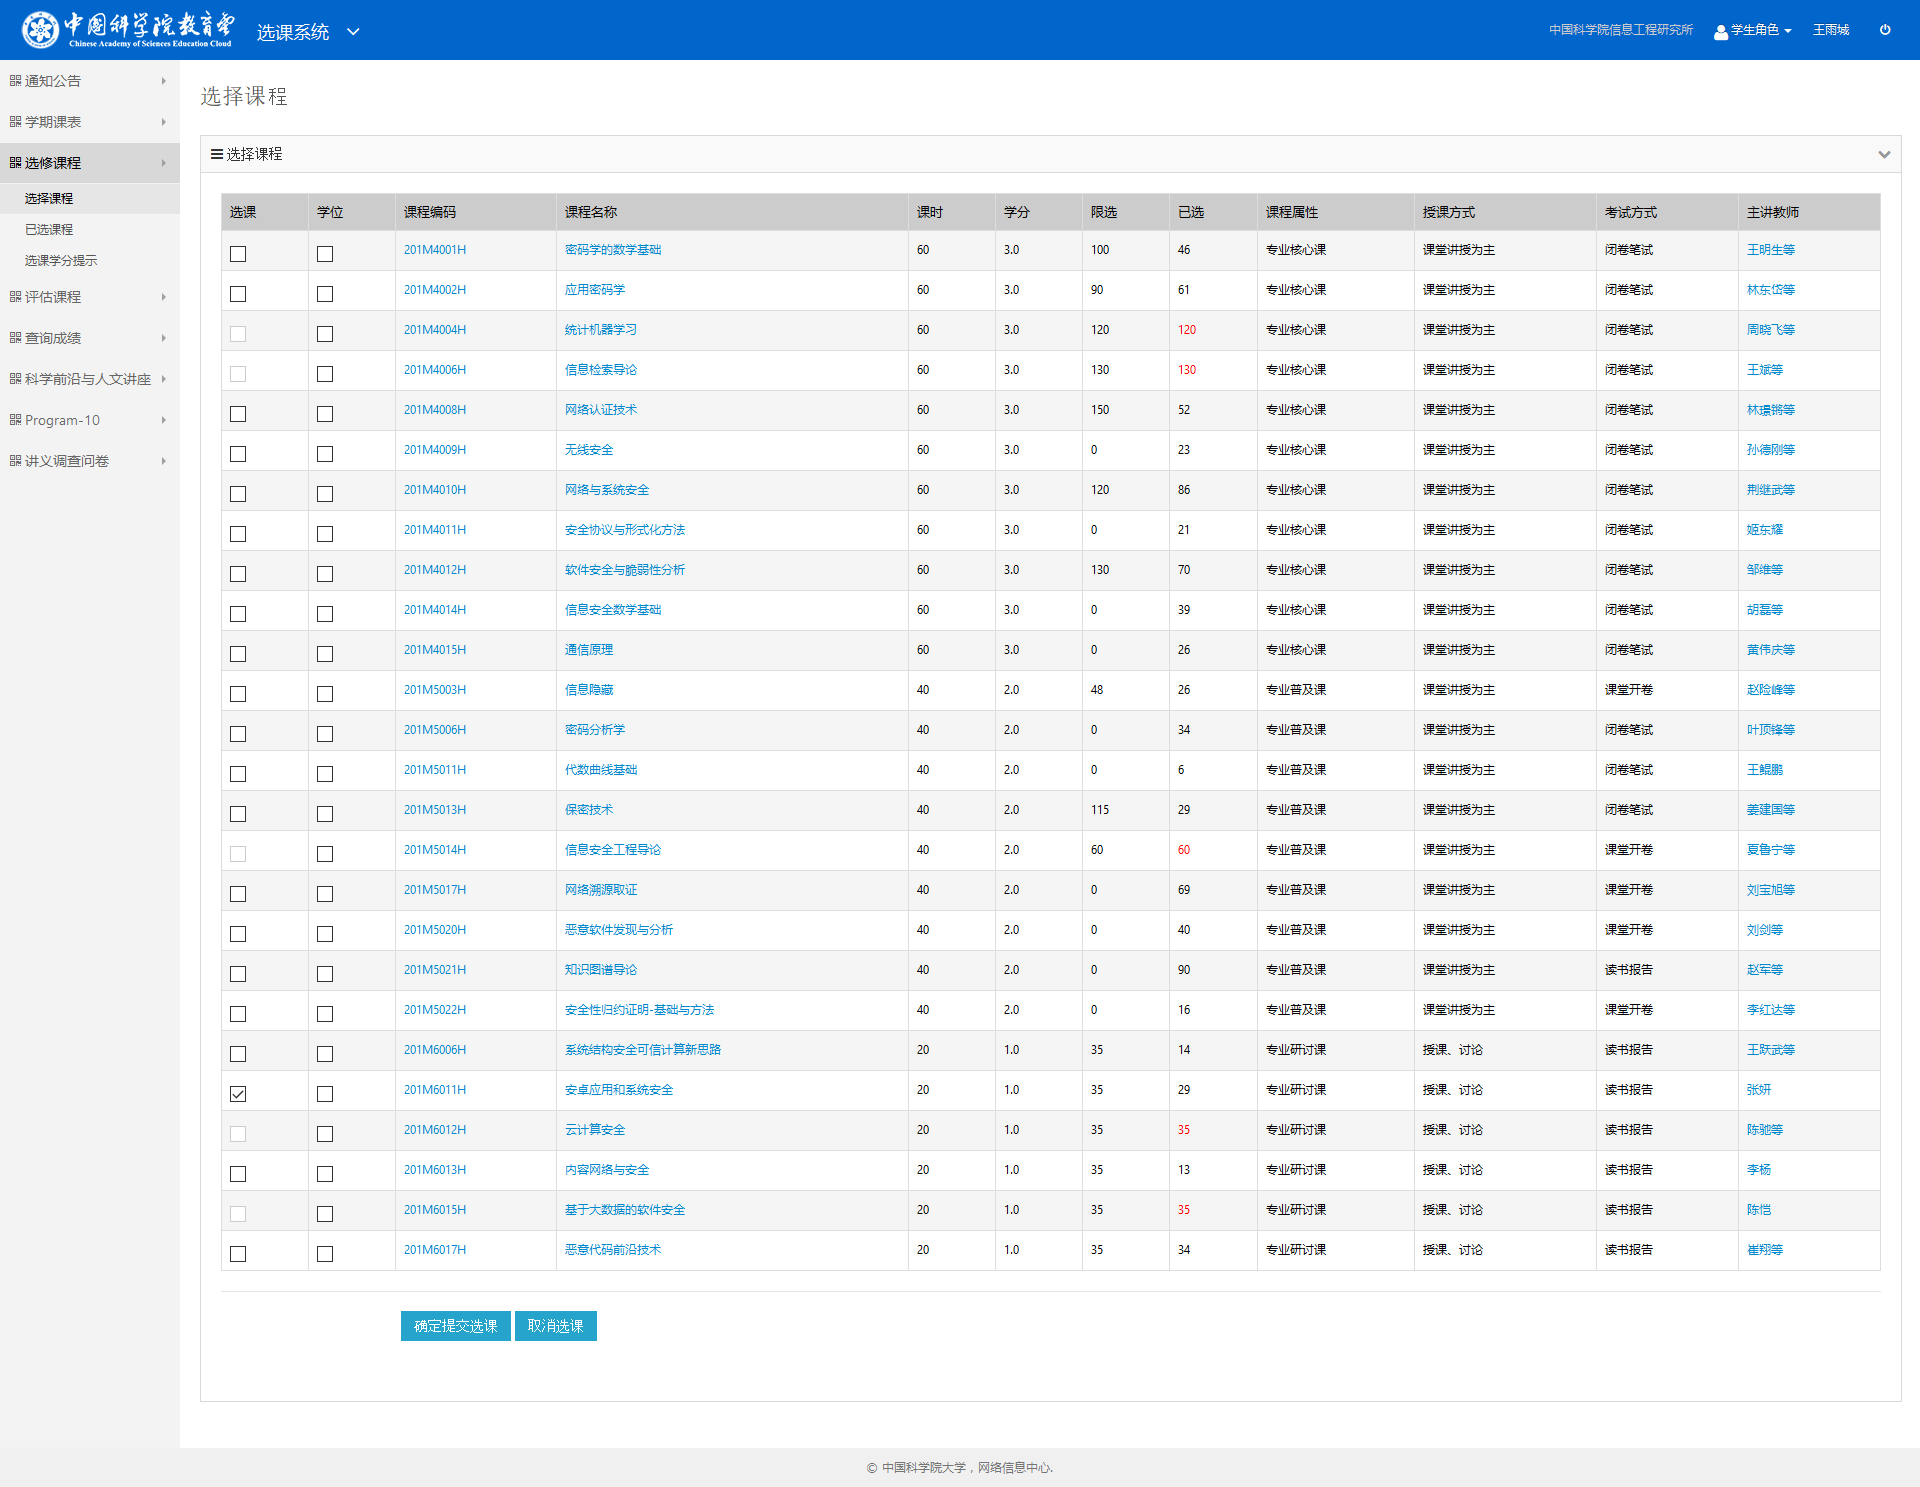 中国科学院教育云
Chinese Academy of Sciences Education Cloud
选课系统
中国科学院信息工程研究所 学生角色 王雨城
通知公告
学期课表
选修课程
选择课程
已选课程
选课学分提示
评估课程
查询成绩
科学前沿与人文讲座
Program-10
讲义调查问卷
选择课程
选择课程
选课 学位 课程编码 课程名称 课时 学分 限选 已选 课程属性 授课方式 考试方式 主讲教师
201M4001H 密码学的数学基础 60 3.0 100 46 专业核心课 课堂讲授为主 闭卷笔试 王明生等
201M4002H 应用密码学 60 3.0 90 61 专业核心课 课堂讲授为主 闭卷笔试 林东岱等
201M4004H 统计机器学习 60 3.0 120 120 专业核心课 课堂讲授为主 闭卷笔试 周晓飞等
201M4006H 信息检索导论 60 3.0 130 130 专业核心课 课堂讲授为主 闭卷笔试 王斌等
201M4008H 网络认证技术 60 3.0 150 52 专业核心课 课堂讲授为主 闭卷笔试 林璟锵等
201M4009H 无线安全 60 3.0 0 23 专业核心课 课堂讲授为主 闭卷笔试 孙德刚等
201M4010H 网络与系统安全 60 3.0 120 86 专业核心课 课堂讲授为主 闭卷笔试 荆继武等
201M4011H 安全协议与形式化方法 60 3.0 0 21 专业核心课 课堂讲授为主 闭卷笔试 姬东耀
201M4012H 软件安全与脆弱性分析 60 3.0 130 70 专业核心课 课堂讲授为主 闭卷笔试 邹维等
201M4014H 信息安全数学基础 60 3.0 0 39 专业核心课 课堂讲授为主 闭卷笔试 胡磊等
201M4015H 通信原理 60 3.0 0 26 专业核心课 课堂讲授为主 闭卷笔试 黄伟庆等
201M5003H 信息隐藏 40 2.0 48 26 专业普及课 课堂讲授为主 课堂开卷 赵险峰等
201M5006H 密码分析学 40 2.0 0 34 专业普及课 课堂讲授为主 闭卷笔试 叶顶锋等
201M5011H 代数曲线基础 40 2.0 0 6 专业普及课 课堂讲授为主 闭卷笔试 王鲲鹏
201M5013H 保密技术 40 2.0 115 29 专业普及课 课堂讲授为主 闭卷笔试 姜建国等
201M5014H 信息安全工程导论 40 2.0 60 60 专业普及课 课堂讲授为主 课堂开卷 夏鲁宁等
201M5017H 网络溯源取证 40 2.0 0 69 专业普及课 课堂讲授为主 课堂开卷 刘宝旭等
201M5020H 恶意软件发现与分析 40 2.0 0 40 专业普及课 课堂讲授为主 课堂开卷 刘剑等
201M5021H 知识图谱导论 40 2.0 0 90 专业普及课 课堂讲授为主 读书报告 赵军等
201M5022H 安全性归约证明-基础与方法 40 2.0 0 16 专业普及课 课堂讲授为主 课堂开卷 李红达等
201M6006H 系统结构安全可信计算新思路 20 1.0 35 14 专业研讨课 授课、讨论 读书报告 王跃武等
201M6011H 安卓应用和系统安全 20 1.0 35 29 专业研讨课 授课、讨论 读书报告 张妍
201M6012H 云计算安全 20 1.0 35 35 专业研讨课 授课、讨论 读书报告 陈驰等
201M6013H 内容网络与安全 20 1.0 35 13 专业研讨课 授课、讨论 读书报告 李杨
201M6015H 基于大数据的软件安全 20 1.0 35 35 专业研讨课 授课、讨论 读书报告 陈恺
201M6017H 恶意代码前沿技术 20 1.0 35 34 专业研讨课 授课、讨论 读书报告 崔翔等
确定提交选课 取消选课
© 中国科学院大学，网络信息中心.